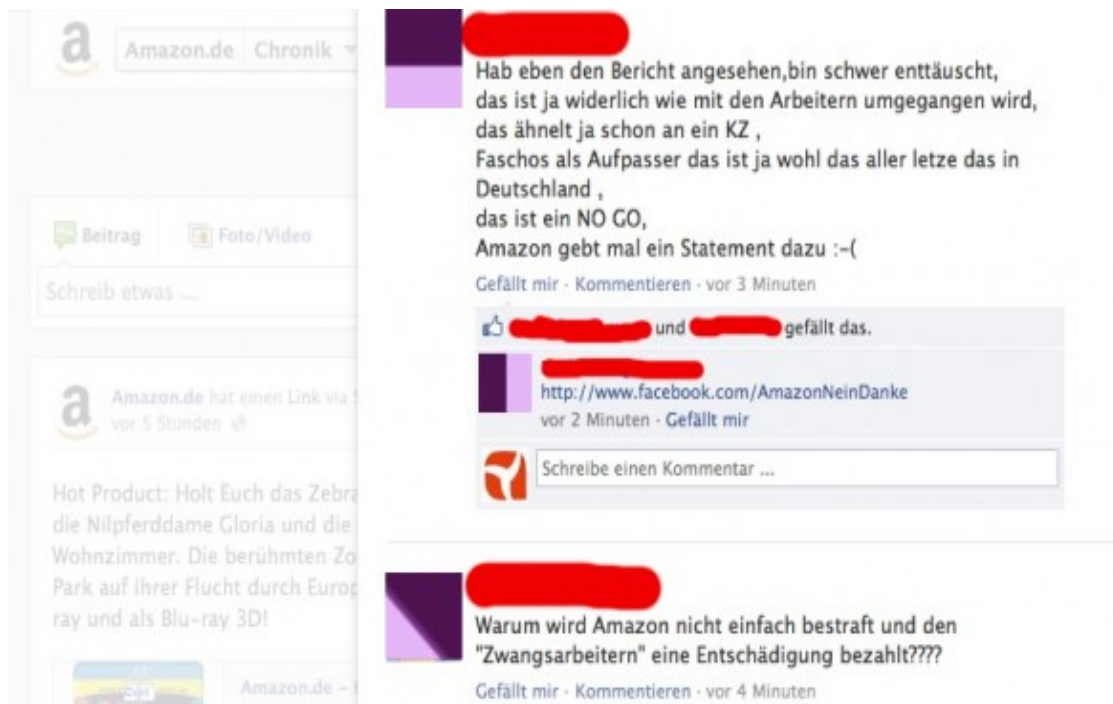 Amazon.de Chronik
Beitrag Foto/Video
Schreib etwas ...
Amazon.de hat einen Link via
vor 5 Stunden
Hot Product: Holt Euch das Zebra
die Nilpferddame Gloria und die
Wohnzimmer. Die berühmten
Park auf ihrer Flucht durch
ray und als Blu-ray 3D!
Amazon.de -
Hab eben den Bericht angesehen,bin schwer enttäuscht,
das ist ja widerlich wie mit den Arbeitern umgegangen wird,
das ähnelt ja schon an ein KZ ,
Faschos als Aufpasser das ist ja wohl das aller letze das in
Deutschland ,
das ist ein NO GO,
Amazon gebt mal ein Statement dazu :-(
Gefällt mir · Kommentieren · vor 3 Minuten
und gefällt das.
http://www.facebook.com/AmazonNeinDanke
vor 2 Minuten · Gefällt mir
Schreibe einen Kommentar ...
Warum wird Amazon nicht einfach bestraft und den
"Zwangsarbeitern" eine Entschädigung bezahlt????
Gefällt mir · Kommentieren · vor 4 Minuten